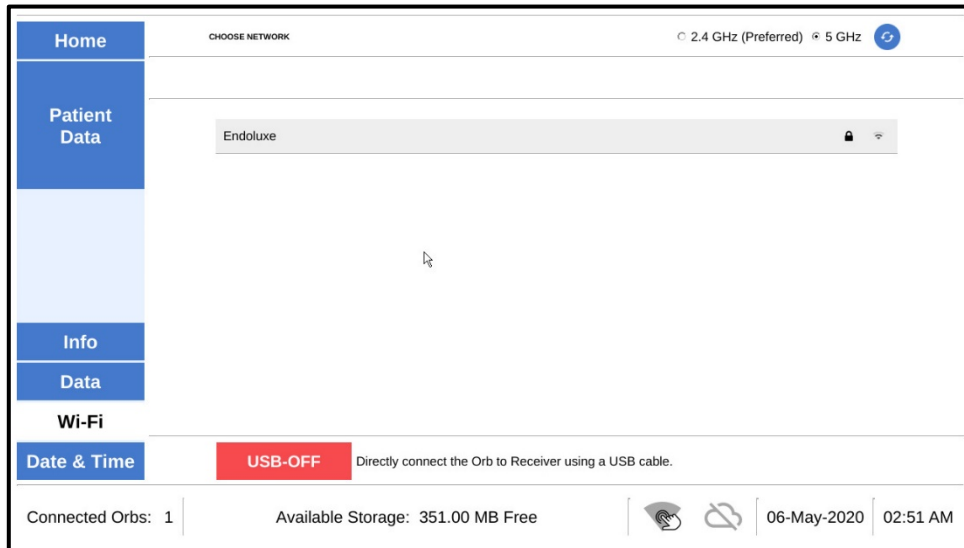 Home
CHOOSE NETWORK
2.4 GHz (Preferred) 5 GHz
Patient
Data
Endoluxe
Info
Data
Wi-Fi
Date & Time
USB-OFF Directly connect the Orb to Receiver using a USB cable.
Connected Orbs: 1 Available Storage: 351.00 MB Free 06-May-2020 02:51 AM